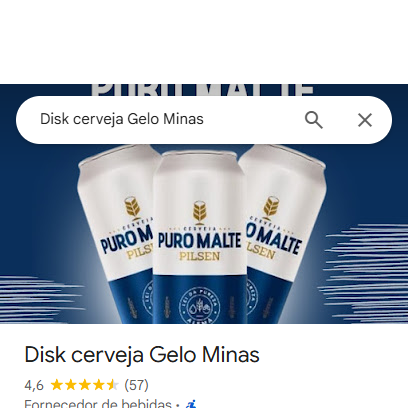 PURO MALTE
Disk cerveja Gelo Minas
CERVEJA
PURO MALTE
PILSEN
CERVEJA
PURO MALTE
PILSEN
CERVEJA
PURO MALTE
PILSEN
Disk cerveja Gelo Minas
4,6 (57)
Fornecedor de bebidas ·